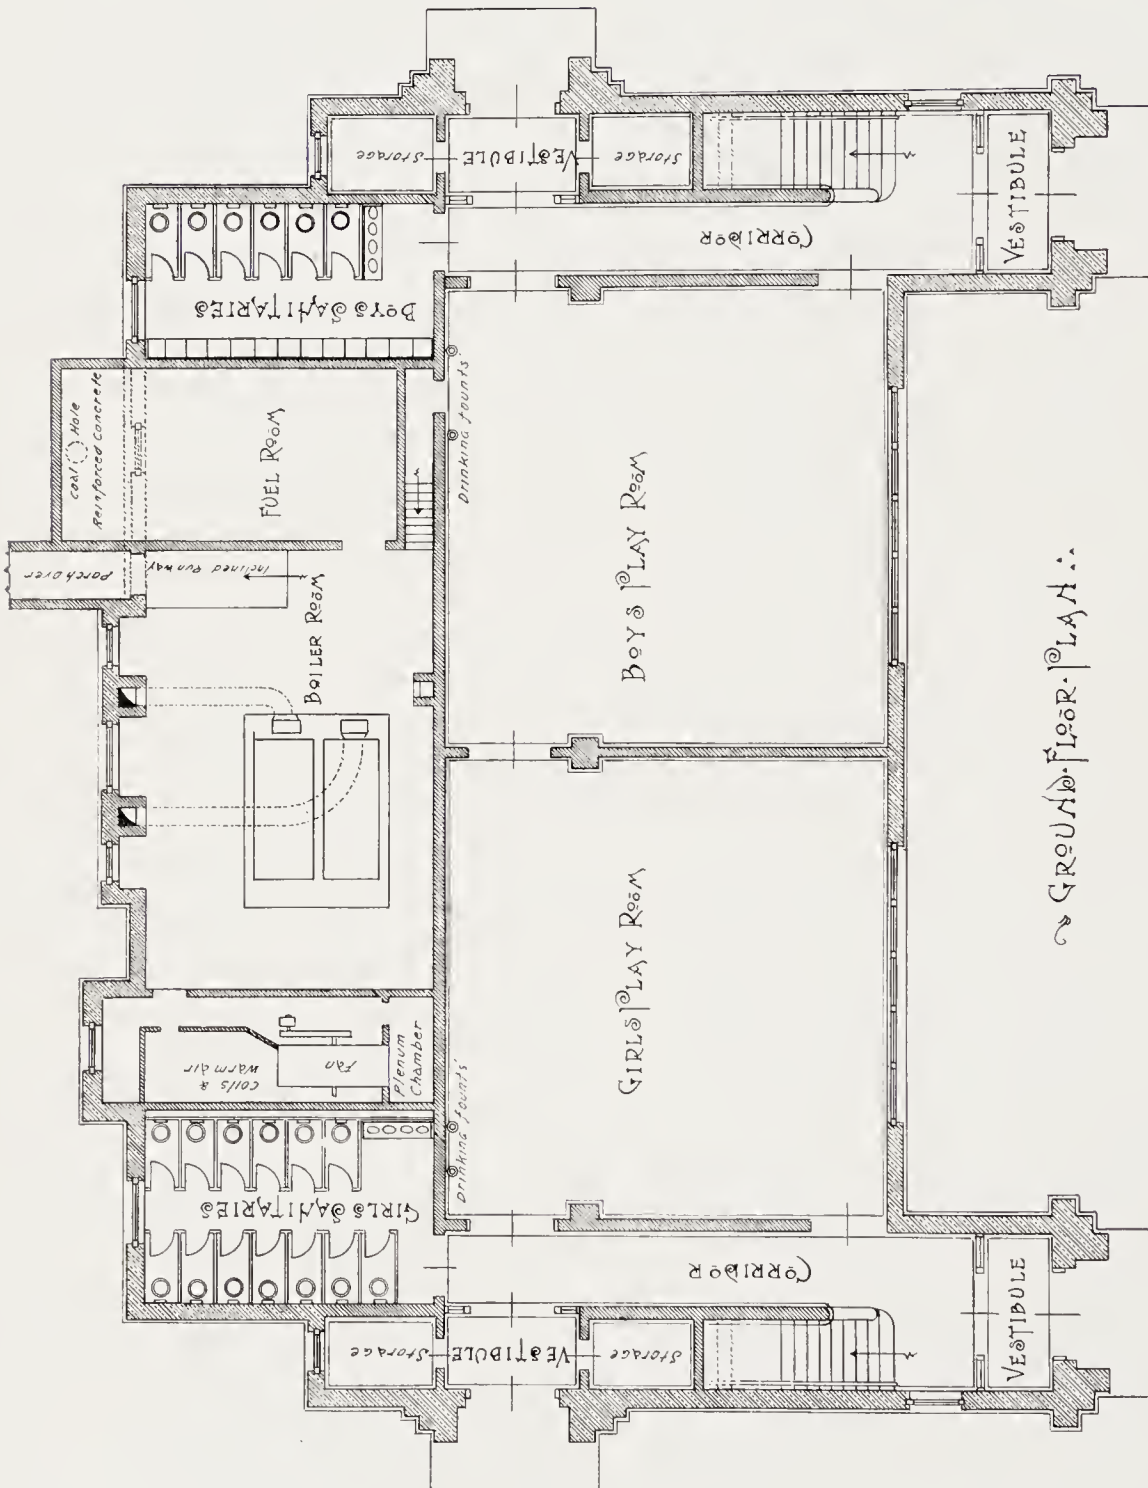 Storage
VESTIBULE
Storage
CORRIDOR
VESTIBULE
BOYS SANITARIES
Coal Hole
Reinforced Concrete
FUEL ROOM
Drinking founts.
Porch over
Inclined Runway
BOILER ROOM
BOYS PLAY ROOM
GROUND·FLOOR·PLAN
GIRLS PLAY ROOM
Coils &
warm air
Fan
Plenum
Chamber
Drinking founts
GIRLS SANITARIES
CORRIDOR
VESTIBULE
Storage
VESTIBULE
Storage